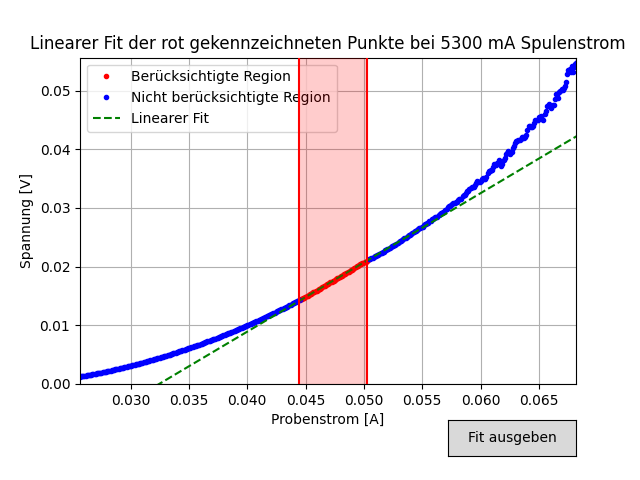 Linearer Fit der rot gekennzeichneten Punkte bei 5300 mA Spulenstrom
Berücksichtigte Region
Nicht berücksichtigte Region
Linearer Fit
Spannung [V]
0.05
0.04
0.03
0.02
0.01
0.00
0.030 0.035 0.040 0.045 0.050 0.055 0.060 0.065
Probenstrom [A]
Fit ausgeben